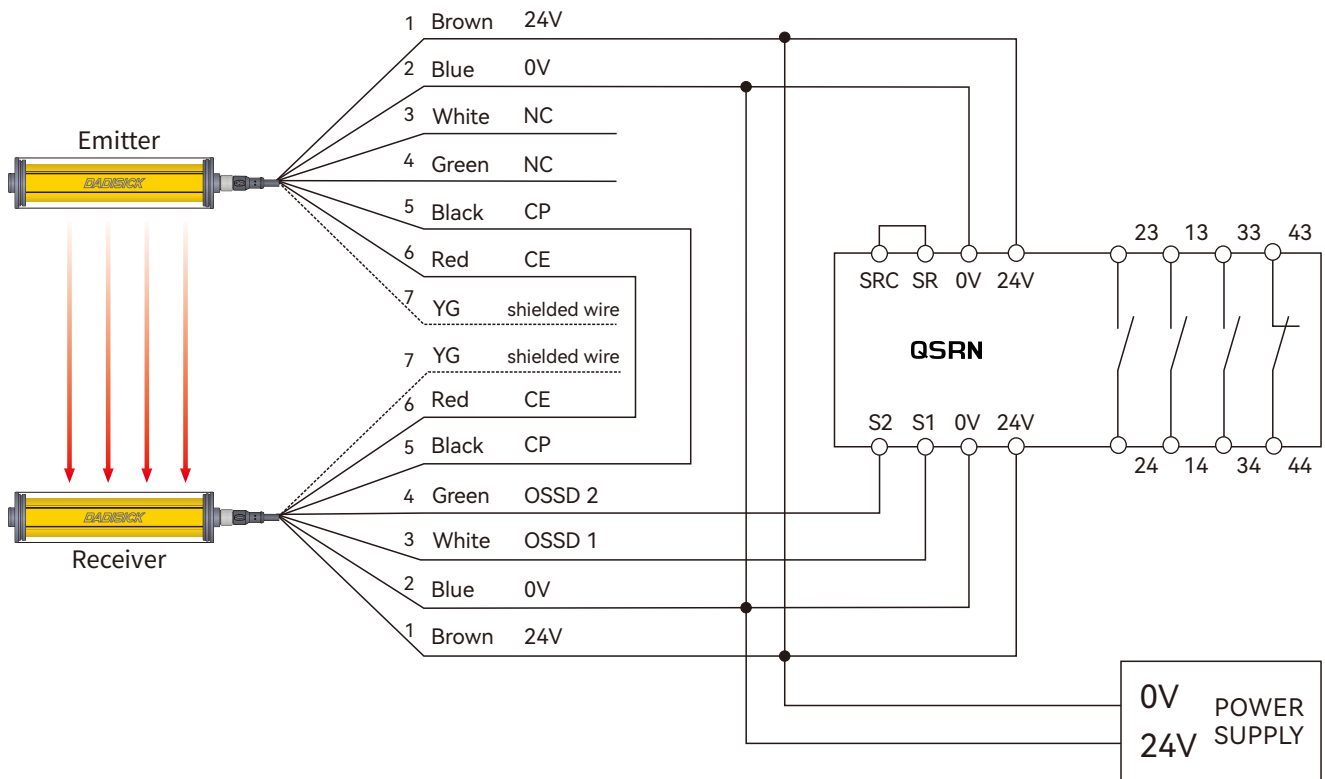 1 Brown 24V
2 Blue 0V
3 White NC
4 Green NC
5 Black CP
6 Red CE
7 YG shielded wire
Emitter
DADISICK
7 YG shielded wire
6 Red CE
5 Black CP
4 Green OSSD 2
3 White OSSD 1
2 Blue 0V
1 Brown 24V
DADISICK
Receiver
23 13 33 43
SRC SR 0V 24V
QSRN
S2 S1 0V 24V
24 14 34 44
0V
24V
POWER
SUPPLY